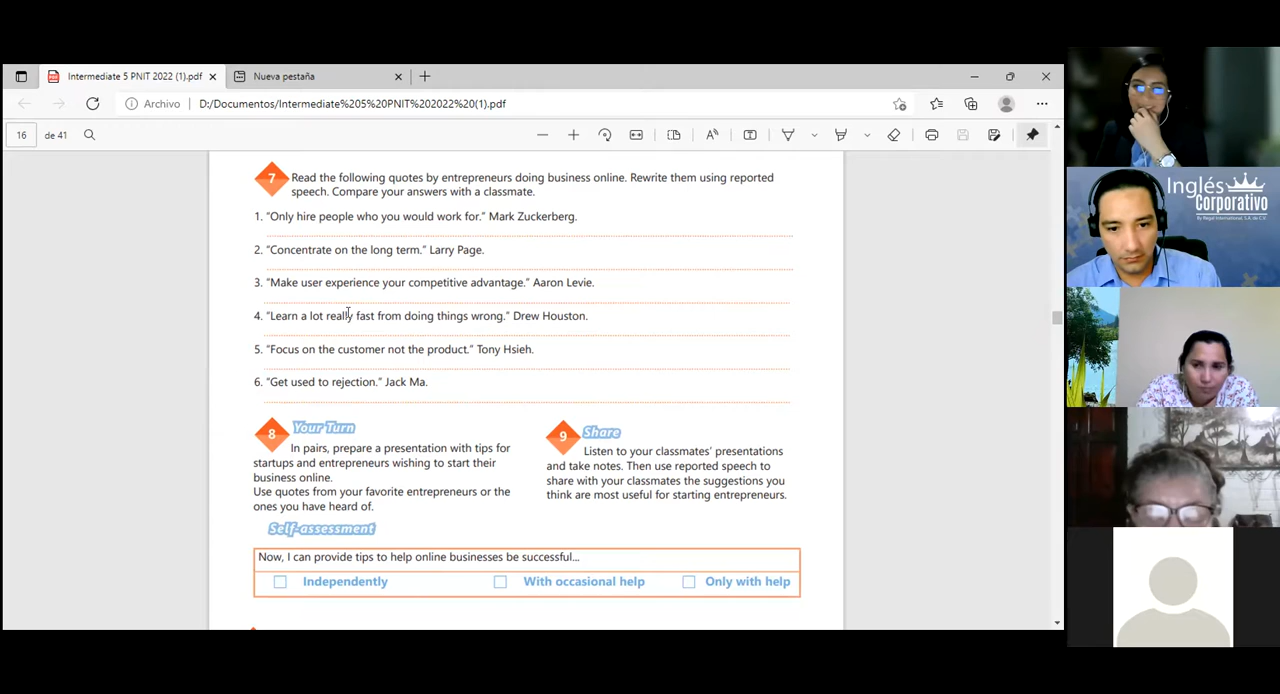 Intermediate 5 PNIT 2022 (1).pdf
Nueva pestaña
Archivo
D:/Documentos/Intermediate%205%20PNIT%202022%20(1).pdf
16
de 41
7
Read the following quotes by entrepreneurs doing business online. Rewrite them using reported
speech. Compare your answers with a classmate.
1. "Only hire people who you would work for." Mark Zuckerberg.
2. "Concentrate on the long term." Larry Page.
3. "Make user experience your competitive advantage." Aaron Levie.
4. "Learn a lot really fast from doing things wrong." Drew Houston.
5. "Focus on the customer not the product." Tony Hsieh.
6. "Get used to rejection." Jack Ma.
8
Your Turn
In pairs, prepare a presentation with tips for
startups and entrepreneurs wishing to start their
business online.
Use quotes from your favorite entrepreneurs or the
ones you have heard of.
9
Share
Listen to your classmates' presentations
and take notes. Then use reported speech to
share with your classmates the suggestions you
think are most useful for starting entrepreneurs.
Self-assessment
Now, I can provide tips to help online businesses be successful...
Independently
With occasional help
Only with help
Inglés
Corporativo
By Regal International, S.A. de C.V.